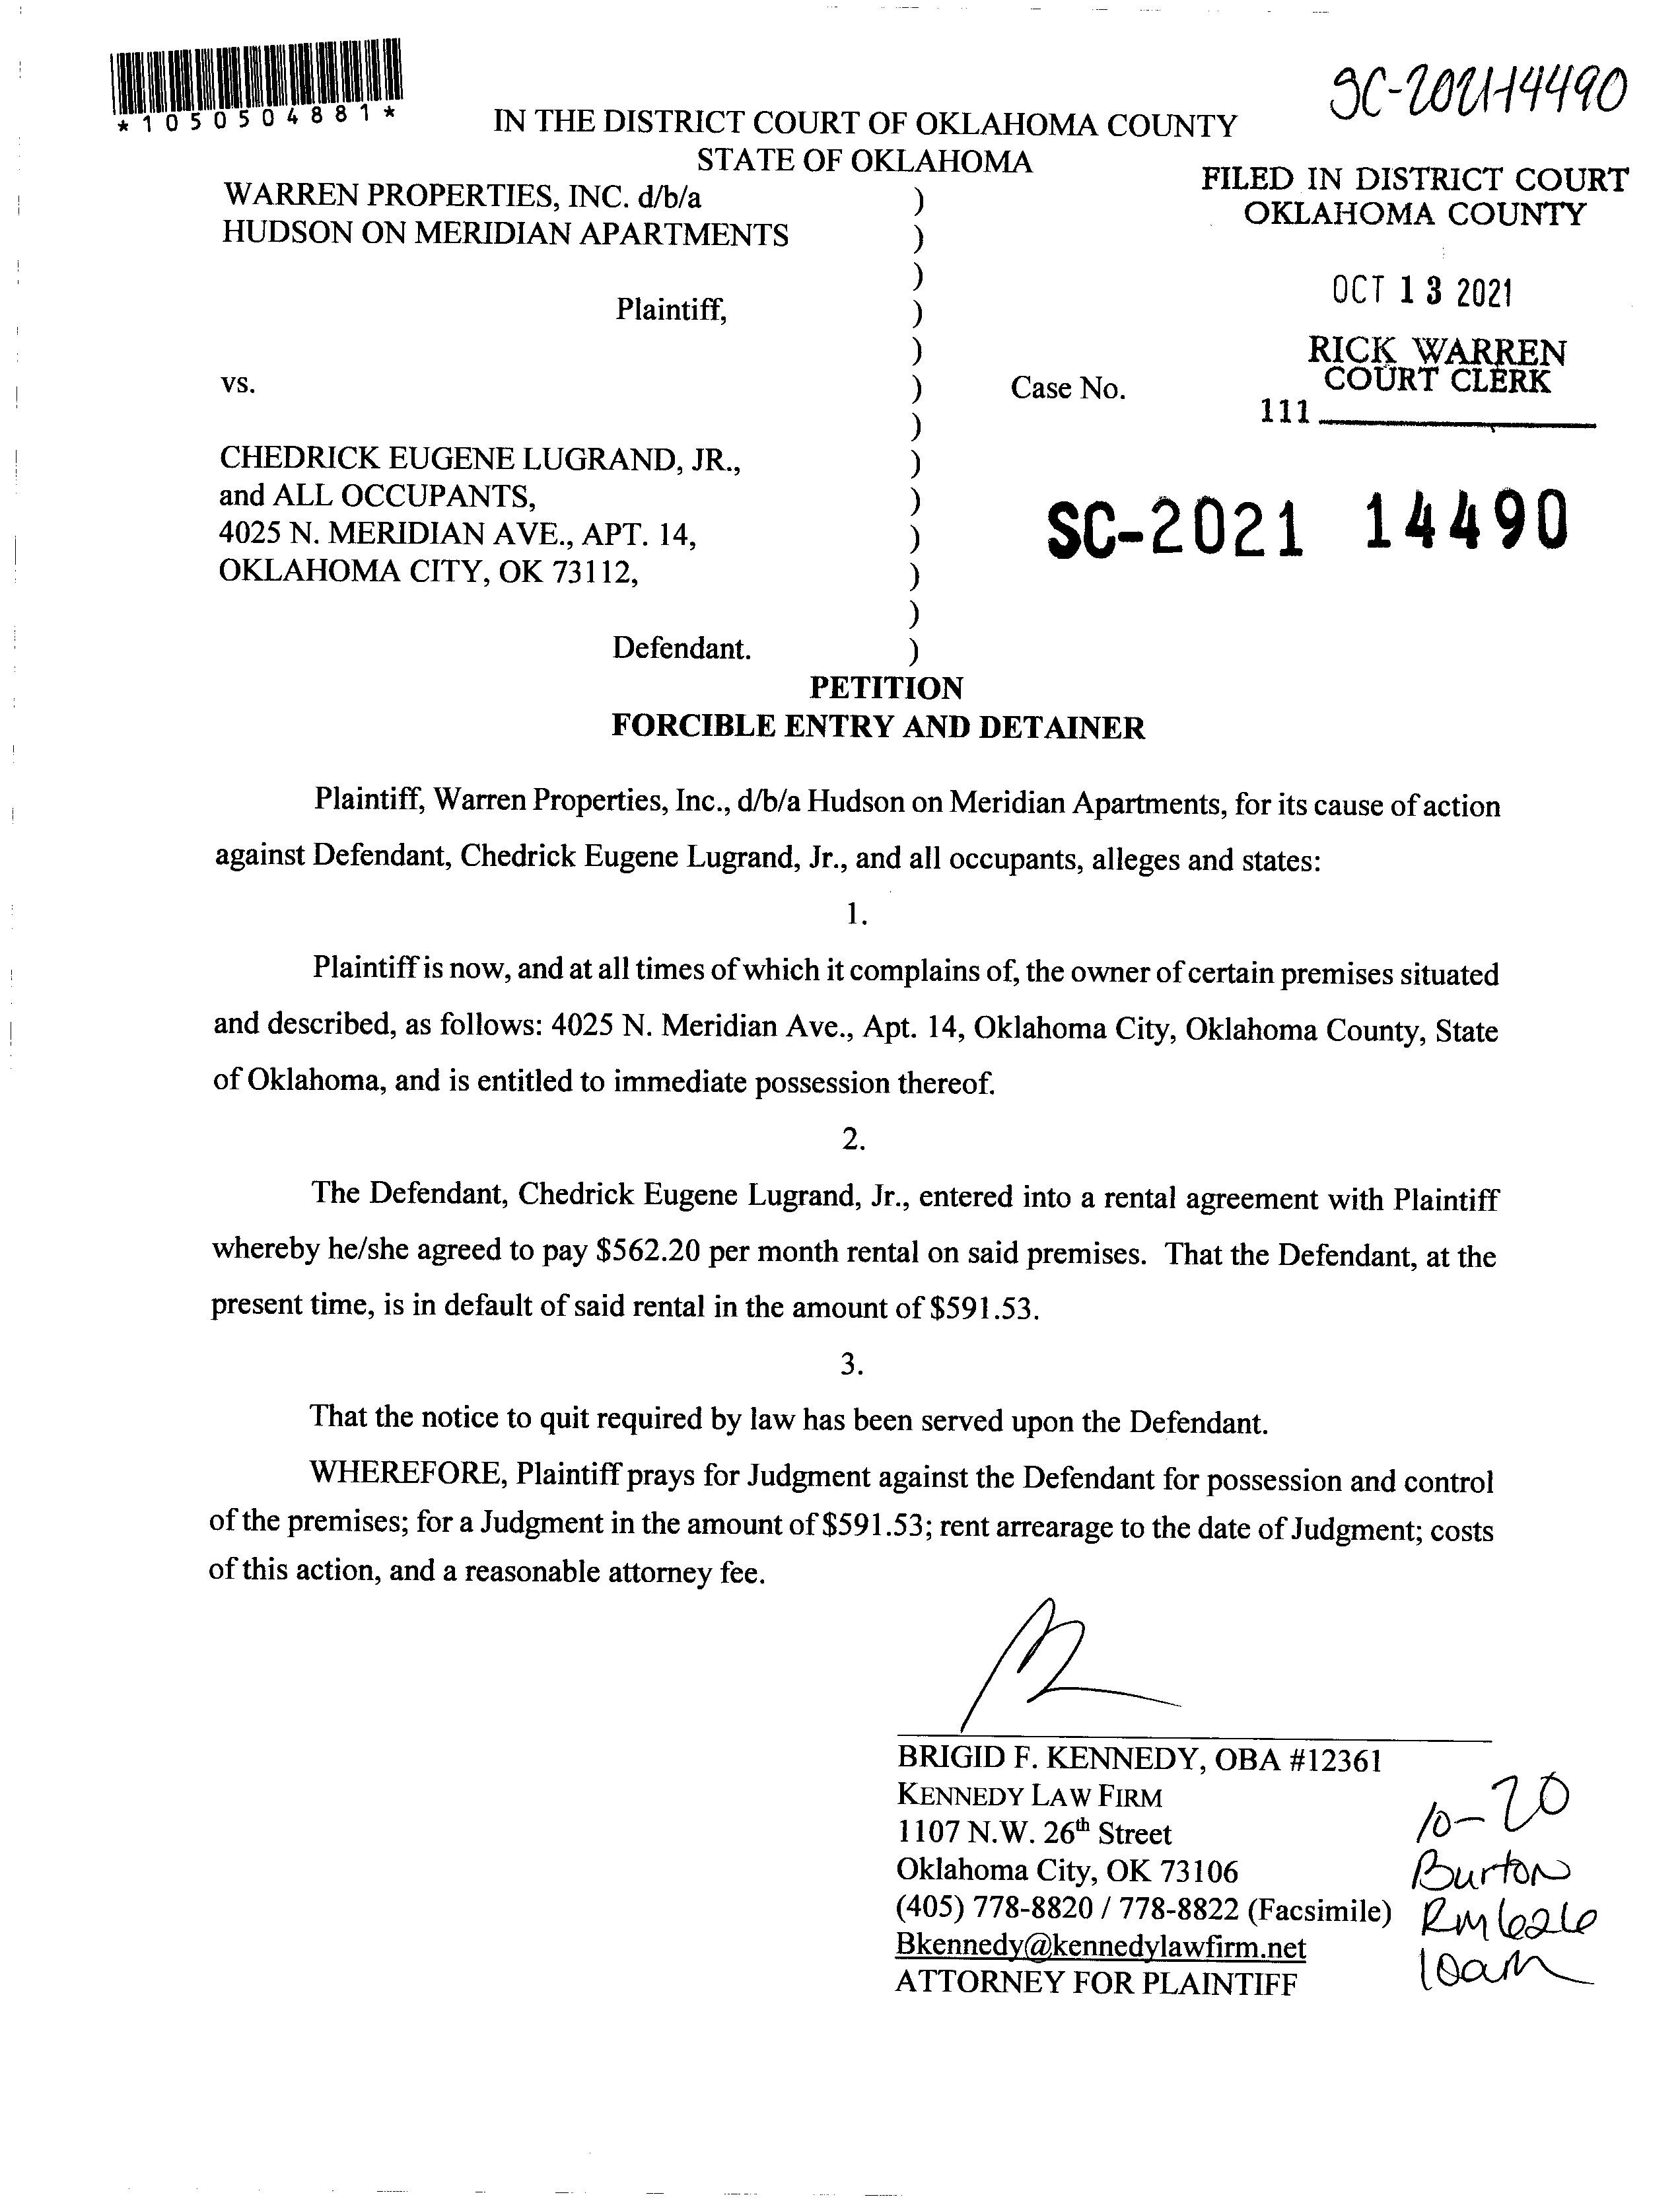 *1050504881*
SC-2021-14490
IN THE DISTRICT COURT OF OKLAHOMA COUNTY
STATE OF OKLAHOMA
FILED IN DISTRICT COURT
OKLAHOMA COUNTY
OCT 13 2021
RICK WARREN
COURT CLERK
111
WARREN PROPERTIES, INC. d/b/a )
HUDSON ON MERIDIAN APARTMENTS )
)
Plaintiff, )
)
vs. ) Case No.
)
CHEDRICK EUGENE LUGRAND, JR., )
and ALL OCCUPANTS, )
4025 N. MERIDIAN AVE., APT. 14, )
OKLAHOMA CITY, OK 73112, )
)
Defendant. )
SC-2021 14490
PETITION
FORCIBLE ENTRY AND DETAINER
Plaintiff, Warren Properties, Inc., d/b/a Hudson on Meridian Apartments, for its cause of action
against Defendant, Chedrick Eugene Lugrand, Jr., and all occupants, alleges and states:
1.
Plaintiff is now, and at all times of which it complains of, the owner of certain premises situated
and described, as follows: 4025 N. Meridian Ave., Apt. 14, Oklahoma City, Oklahoma County, State
of Oklahoma, and is entitled to immediate possession thereof.
2.
The Defendant, Chedrick Eugene Lugrand, Jr., entered into a rental agreement with Plaintiff
whereby he/she agreed to pay $562.20 per month rental on said premises. That the Defendant, at the
present time, is in default of said rental in the amount of $591.53.
3.
That the notice to quit required by law has been served upon the Defendant.
WHEREFORE, Plaintiff prays for Judgment against the Defendant for possession and control
of the premises; for a Judgment in the amount of $591.53; rent arrearage to the date of Judgment; costs
of this action, and a reasonable attorney fee.
BRIGID F. KENNEDY, OBA #12361
KENNEDY LAW FIRM
1107 N.W. 26th Street
Oklahoma City, OK 73106
(405) 778-8820 / 778-8822 (Facsimile)
Bkennedy@kennedylawfirm.net
ATTORNEY FOR PLAINTIFF
10-20
Burton
Rm 626
10am